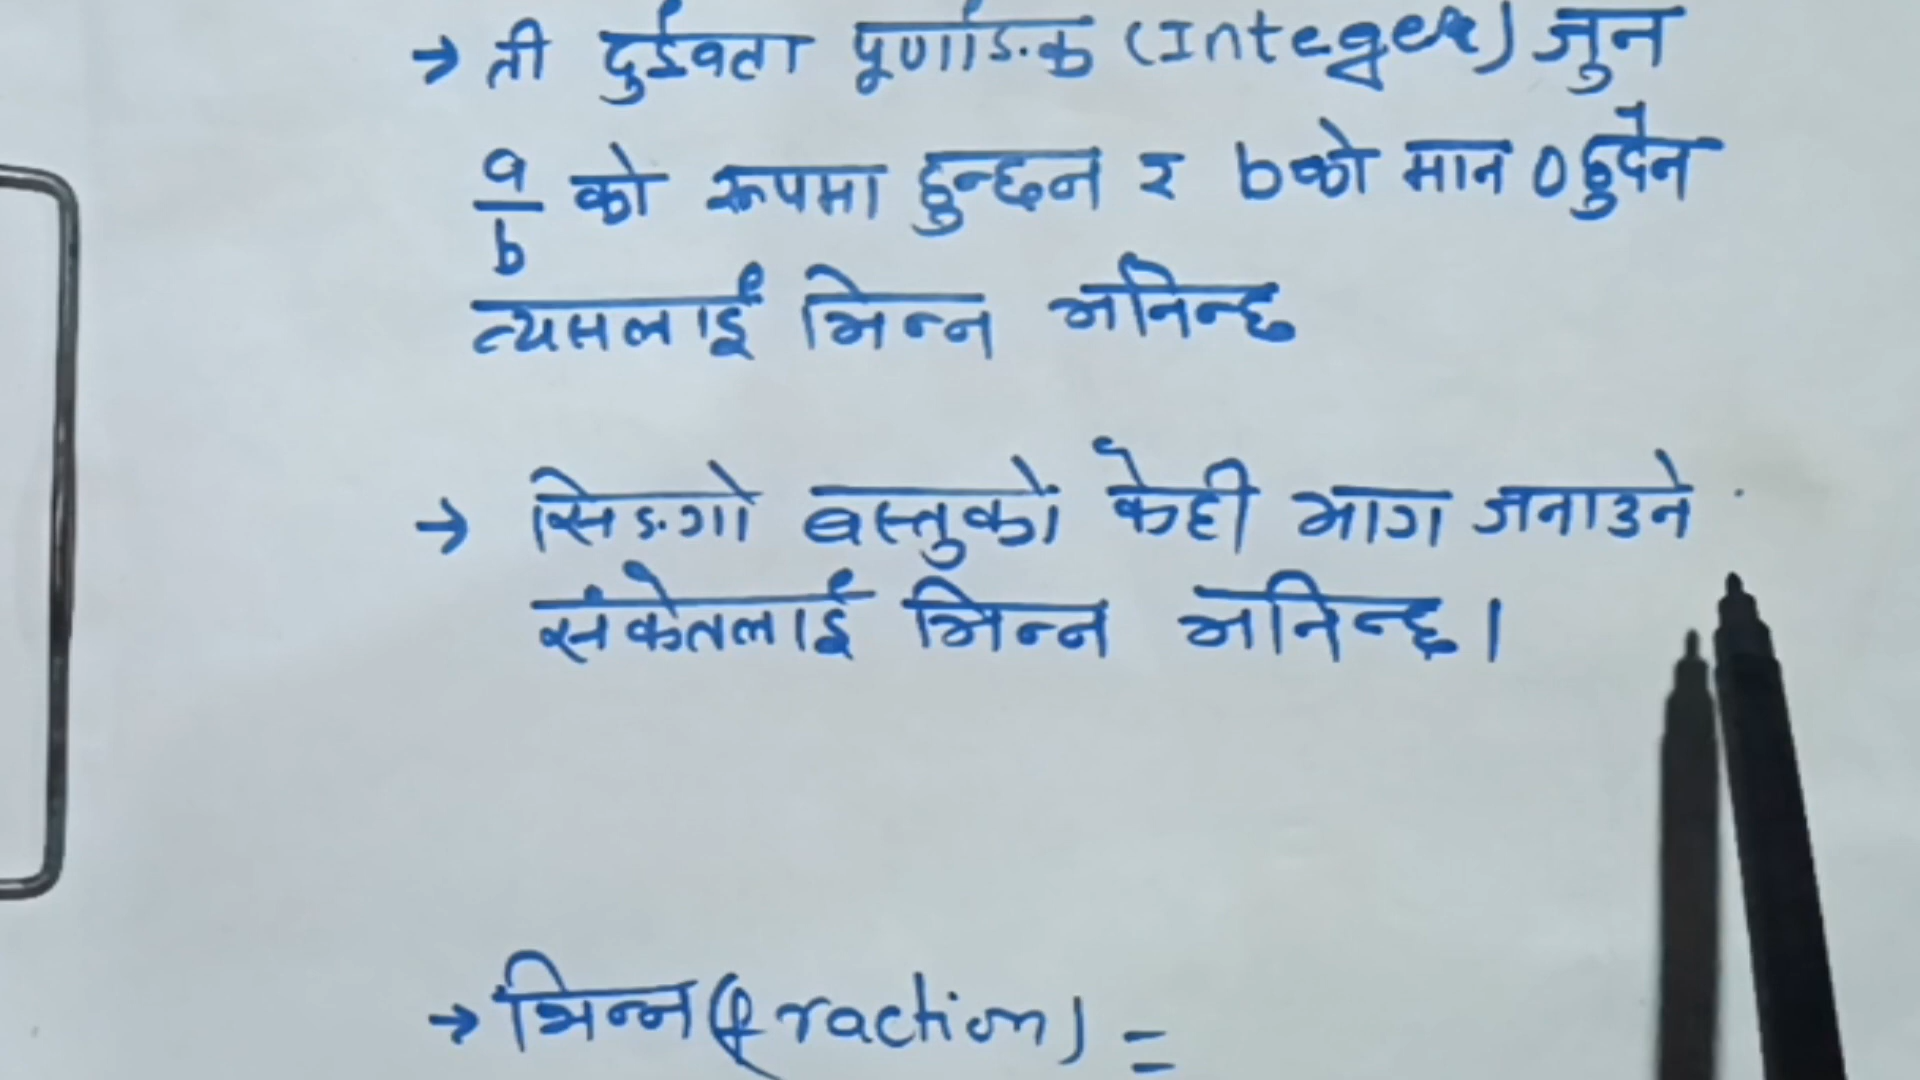 → ती दुईवटा पूर्णाङ्क (Integer) जुन
a/b को रूपमा हुन्छन र b को मान 0 हुदैन
त्यसलाई भिन्न भनिन्छ
→ सिङ्गो वस्तुको केही भाग जनाउने
संकेतलाई भिन्न भनिन्छ।
→ भिन्न (fraction) =